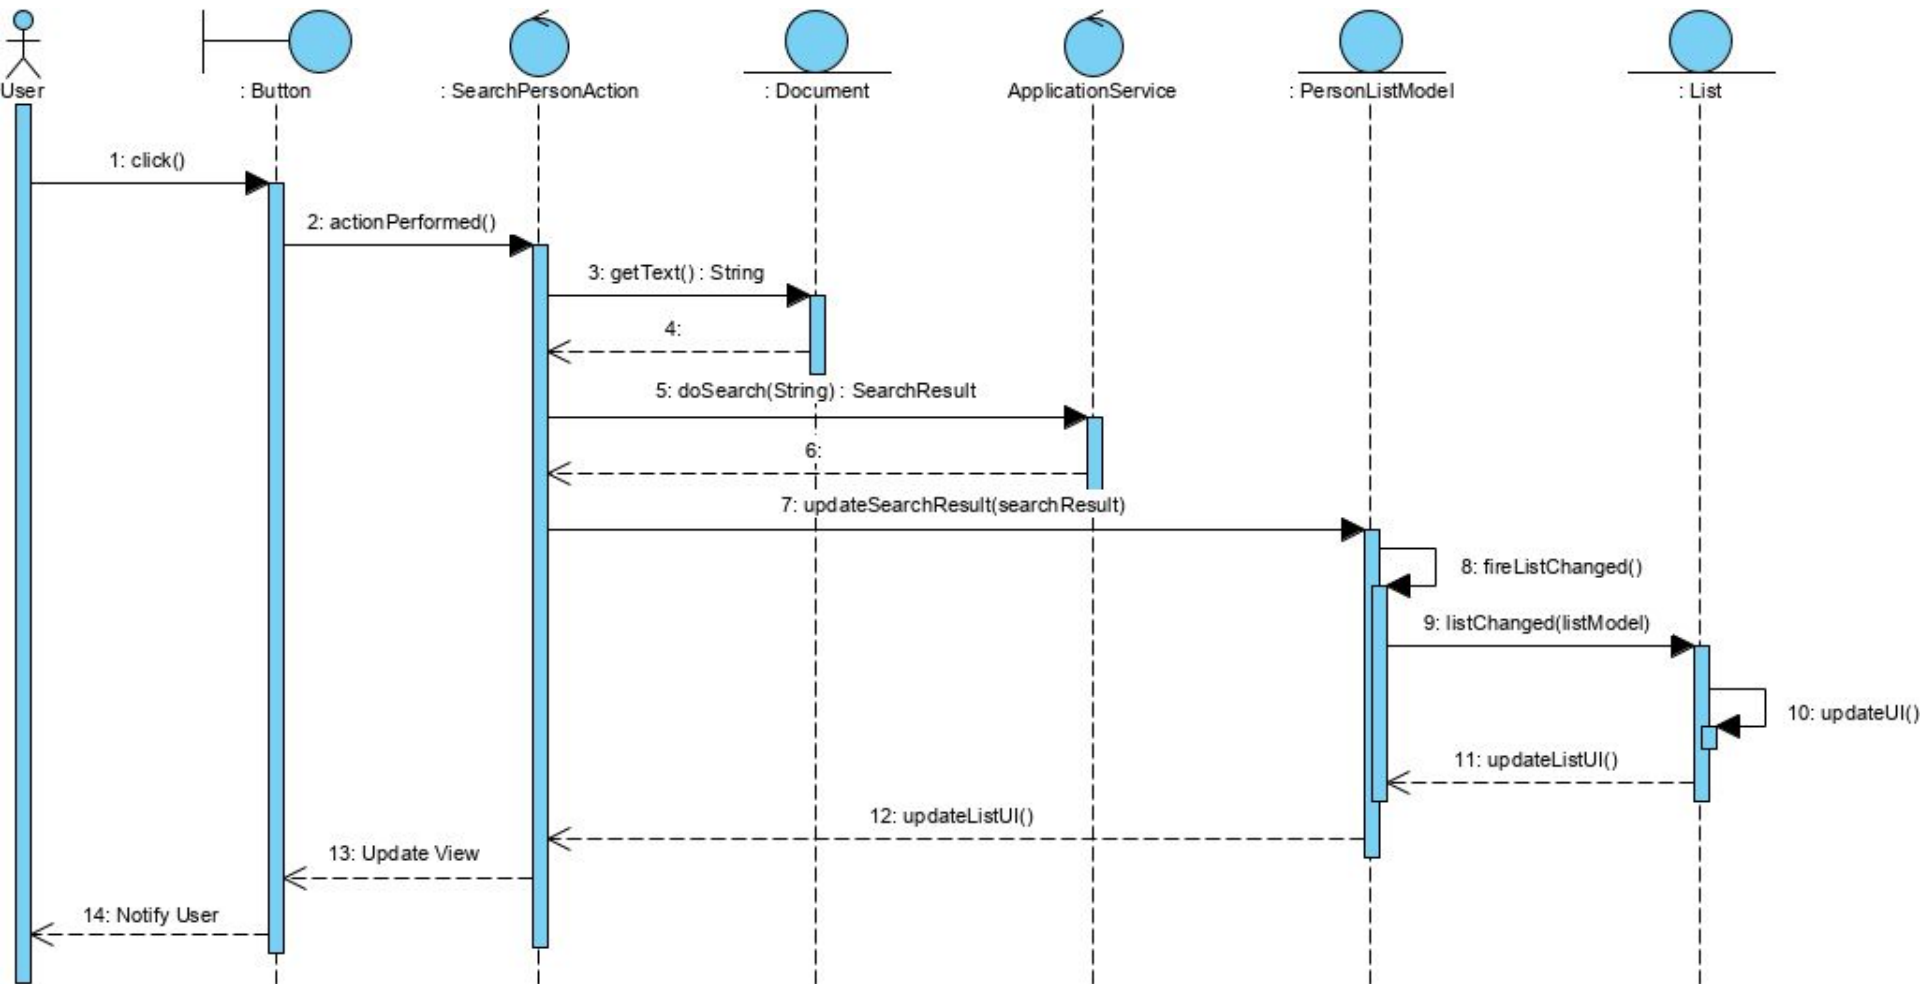 User
: Button
: SearchPersonAction
: Document
ApplicationService
: PersonListModel
: List
1: click()
2: actionPerformed()
3: getText() : String
4:
5: doSearch(String) : SearchResult
6:
7: updateSearchResult(searchResult)
8: fireListChanged()
9: listChanged(listModel)
10: updateUI()
11: updateListUI()
12: updateListUI()
13: Update View
14: Notify User